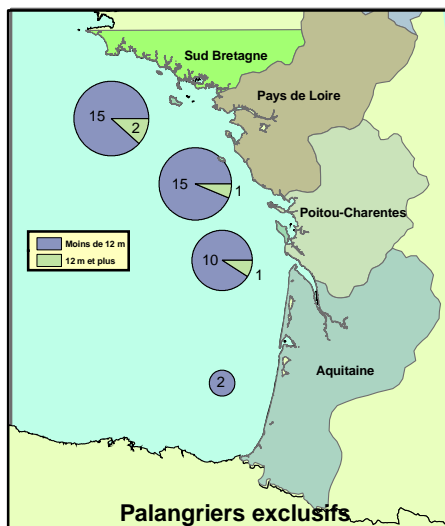 Sud Bretagne
Pays de Loire
15
2
15
1
Poitou-Charentes
Moins de 12 m
12 m et plus
10
1
Aquitaine
2
Palangriers exclusifs